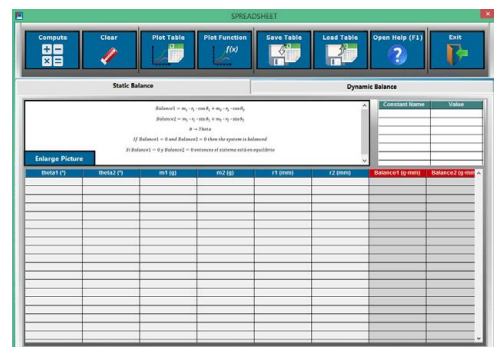 SPREADSHEET
Compute
Clear
Plot Table
Plot Function
f(x)
Save Table
Load Table
Open Help (F1)
Exit
Static Balance
Dynamic Balance
Balance1 = m₁ · r₁ · cosθ₁ + m₂ · r₂ · cosθ₂
Balance2 = m₁ · r₁ · sinθ₁ + m₂ · r₂ · sinθ₂
θ → Theta
If Balance1 = 0 and Balance2 = 0 then the system is balanced
Si Balance1 = 0 y Balance2 = 0 entonces el sistema está en equilibrio
Enlarge Picture
Constant Name
Value
theta1 (°)
theta2 (°)
m1 (g)
m2 (g)
r1 (mm)
r2 (mm)
Balance1 (g·mm)
Balance2 (g·mm